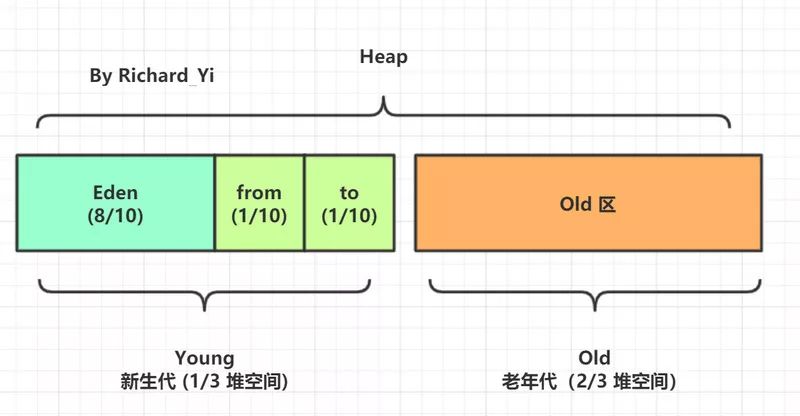 Heap
By Richard_Yi
Eden
(8/10)
from
(1/10)
to
(1/10)
Old 区
Young
新生代 (1/3 堆空间)
Old
老年代（2/3 堆空间）